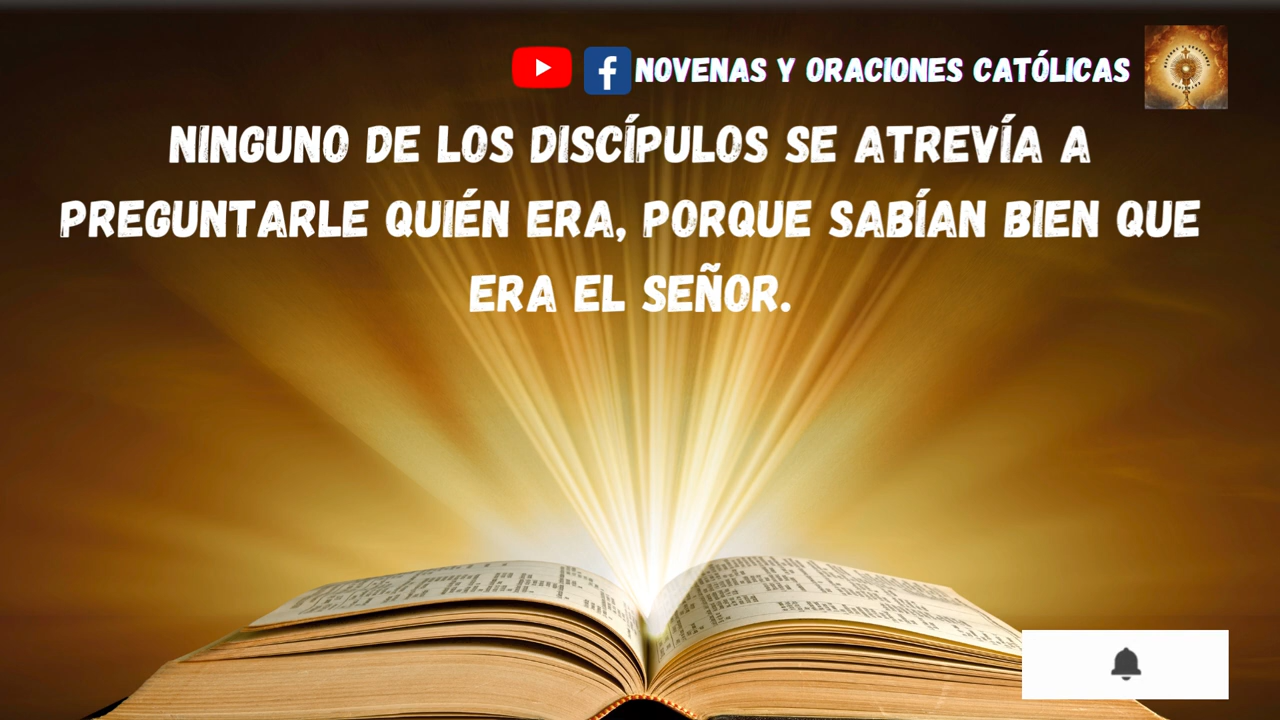 NOVENAS Y ORACIONES CATÓLICAS
NINGUNO DE LOS DISCÍPULOS SE ATREVÍA A
PREGUNTARLE QUIÉN ERA, PORQUE SABÍAN BIEN QUE
ERA EL SEÑOR.